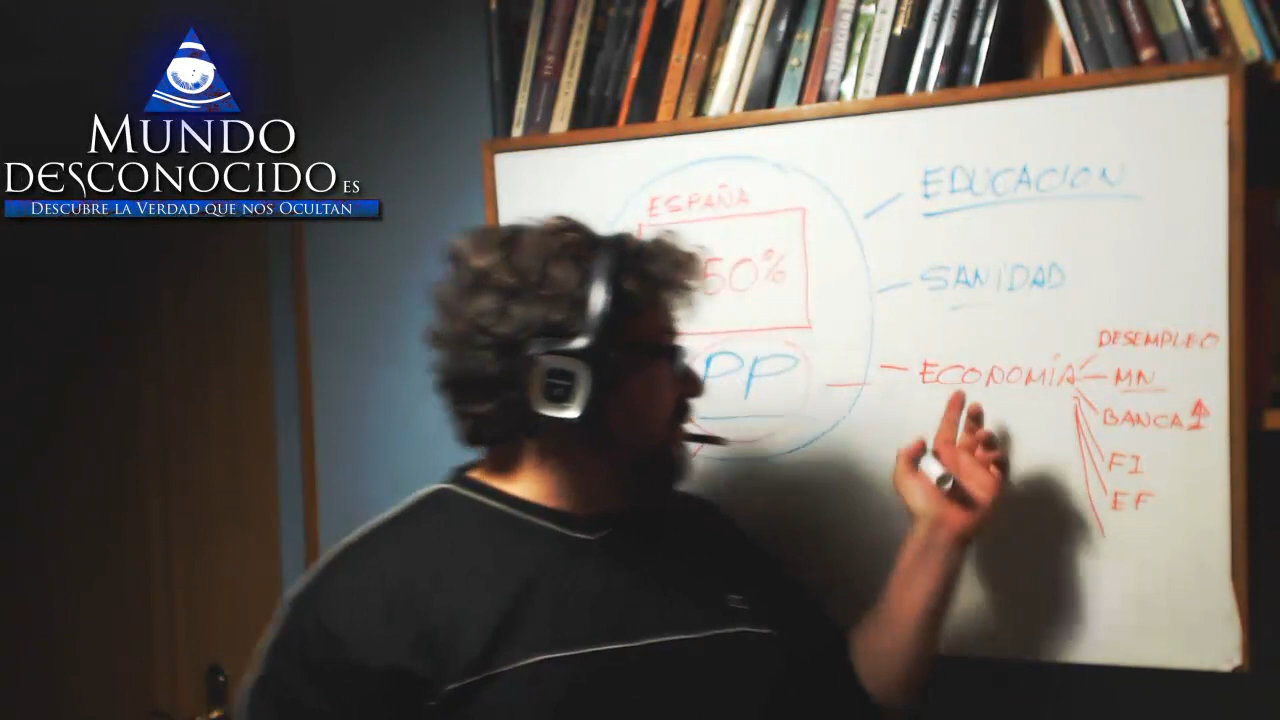 MUNDO
DESCONOCIDO ES
DESCUBRE LA VERDAD QUE NOS OCULTAN
ESPAÑA
50%
PP
EDUCACION
SANIDAD
ECONOMÍA
DESEMPLEO
MN
BANCA
FI
EF